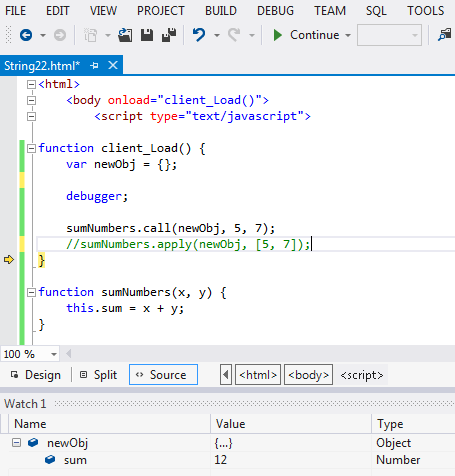 FILE EDIT VIEW PROJECT BUILD DEBUG TEAM SQL TOOLS
Continue
String22.html*
<html>
<body onload="client_Load()">
<script type="text/javascript">
function client_Load() {
var newObj = {};
debugger;
sumNumbers.call(newObj, 5, 7);
//sumNumbers.apply(newObj, [5, 7]);
}
function sumNumbers(x, y) {
this.sum = x + y;
}
100 %
Design Split Source <html> <body> <script>
Watch 1
Name Value Type
newObj {...} Object
sum 12 Number